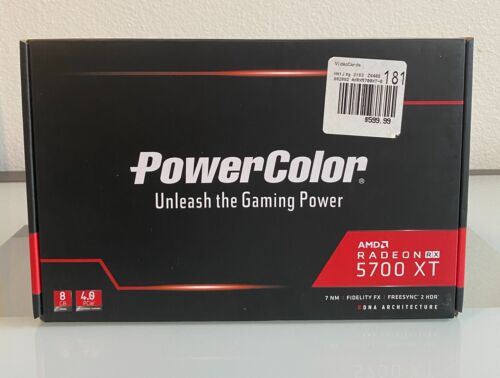 VideoCards
181
$599.99
PowerColor®
Unleash the Gaming Power
AMD
RADEON RX
5700 XT
8 GB
4.0 PCIe
7 NM | FIDELITY FX | FREESYNC 2 HDR
RDNA ARCHITECTURE